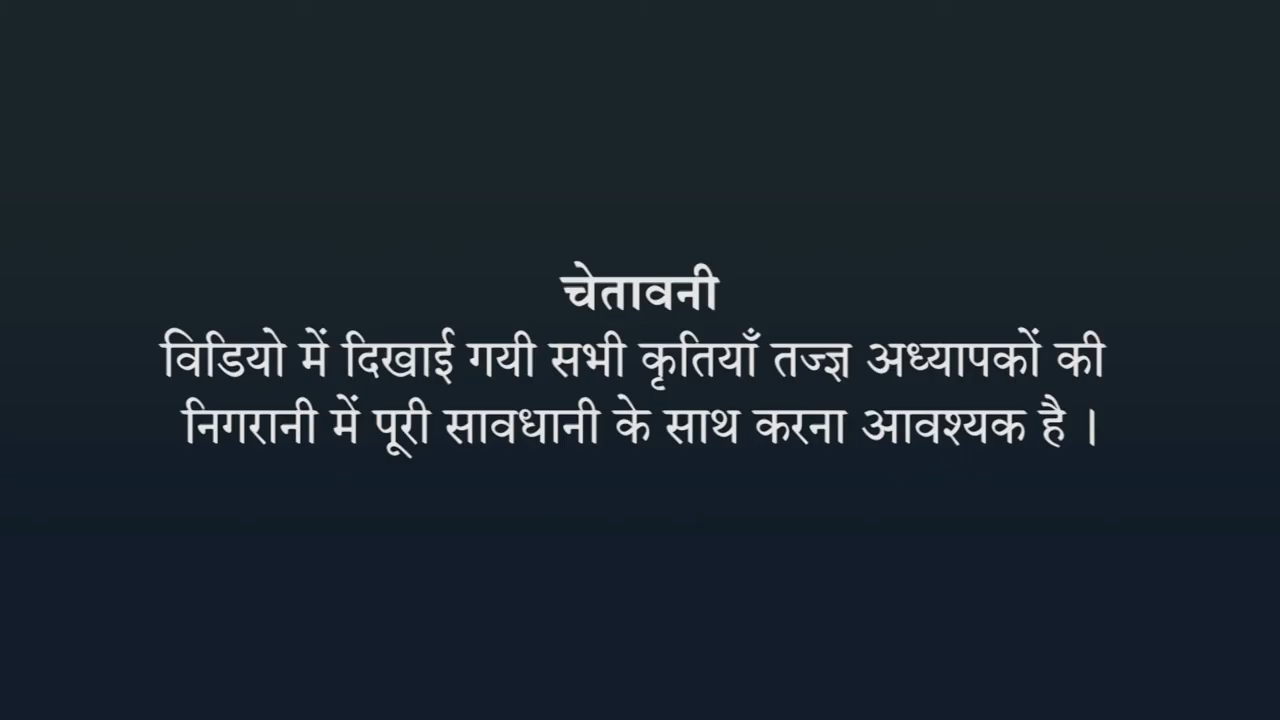 चेतावनी
विडियो में दिखाई गयी सभी कृतियाँ तज्ज्ञ अध्यापकों की
निगरानी में पूरी सावधानी के साथ करना आवश्यक है ।